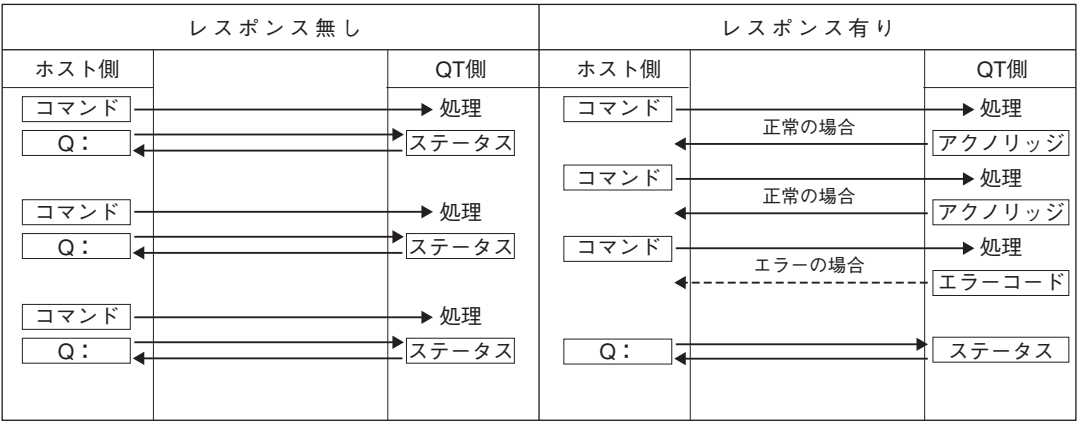 レスポンス無し
レスポンス有り
ホスト側
QT側
コマンド
処理
Q：
ステータス
コマンド
処理
Q：
ステータス
コマンド
処理
Q：
ステータス
ホスト側
QT側
コマンド
処理
正常の場合
アクノリッジ
コマンド
処理
正常の場合
アクノリッジ
コマンド
処理
エラーの場合
エラーコード
Q：
ステータス